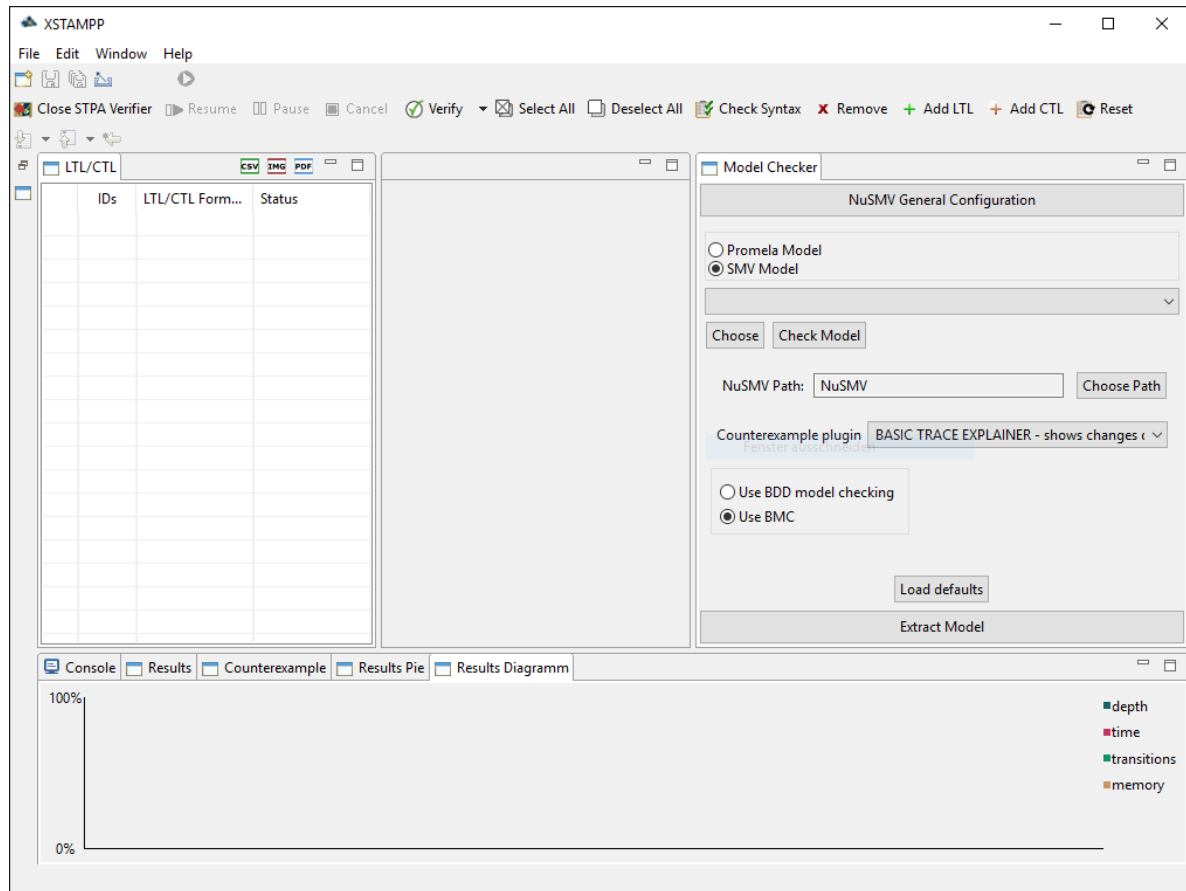 XSTAMPP
File Edit Window Help
Close STPA Verifier Resume Pause Cancel Verify Select All Deselect All Check Syntax Remove Add LTL Add CTL Reset
LTL/CTL CSV IMG PDF
IDs LTL/CTL Form... Status
Model Checker
NuSMV General Configuration
Promela Model
SMV Model
Choose Check Model
NuSMV Path: NuSMV Choose Path
Counterexample plugin BASIC TRACE EXPLAINER - shows changes
Fenster ausschneiden
Use BDD model checking
Use BMC
Load defaults
Extract Model
Console Results Counterexample Results Pie Results Diagramm
100%
0%
depth
time
transitions
memory